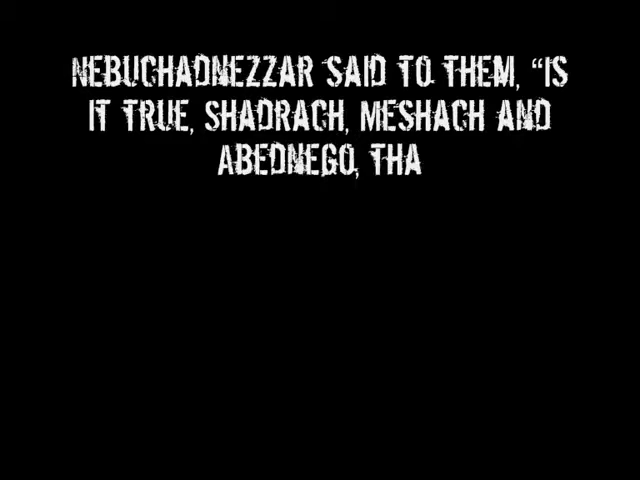 NEBUCHADNEZZAR SAID TO THEM, “IS
IT TRUE, SHADRACH, MESHACH AND
ABEDNEGO, THA